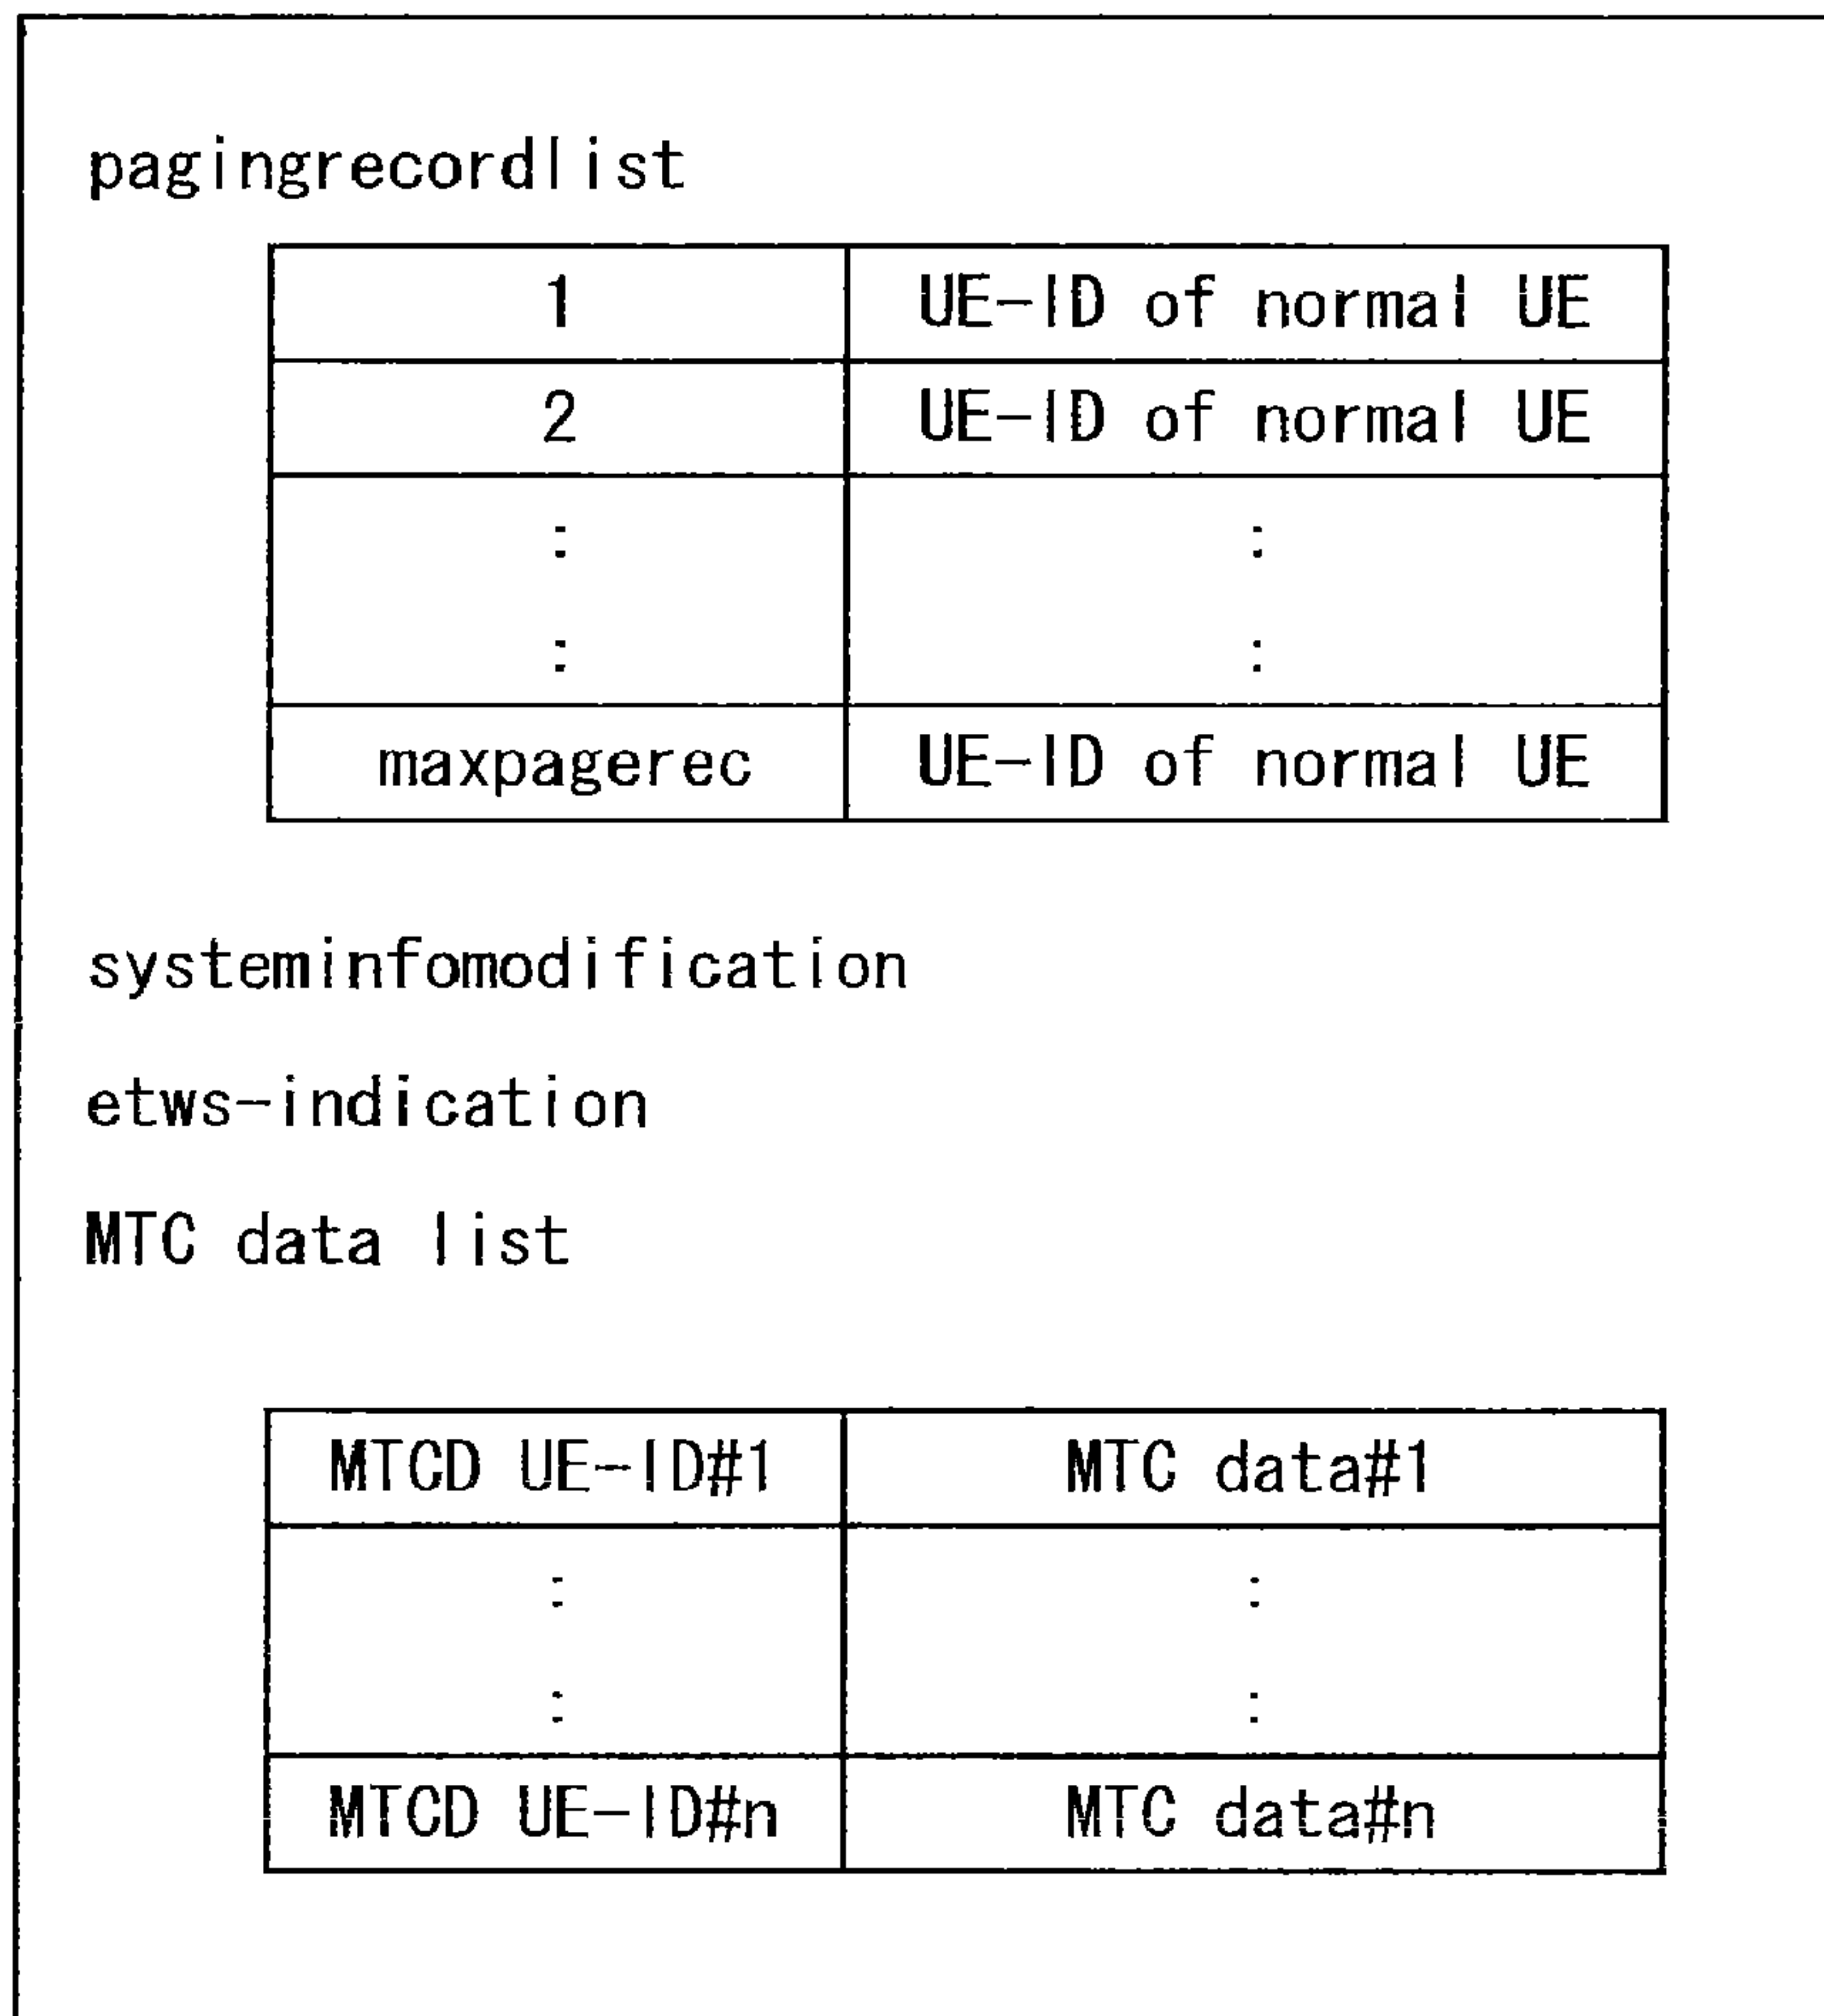 pagingrecordlist
1 UE-ID of normal UE
2 UE-ID of normal UE
: :
: :
maxpagerec UE-ID of normal UE
systeminfomodification
etws-indication
MTC data list
MTCD UE-ID#1 MTC data#1
: :
: :
MTCD UE-ID#n MTC data#n